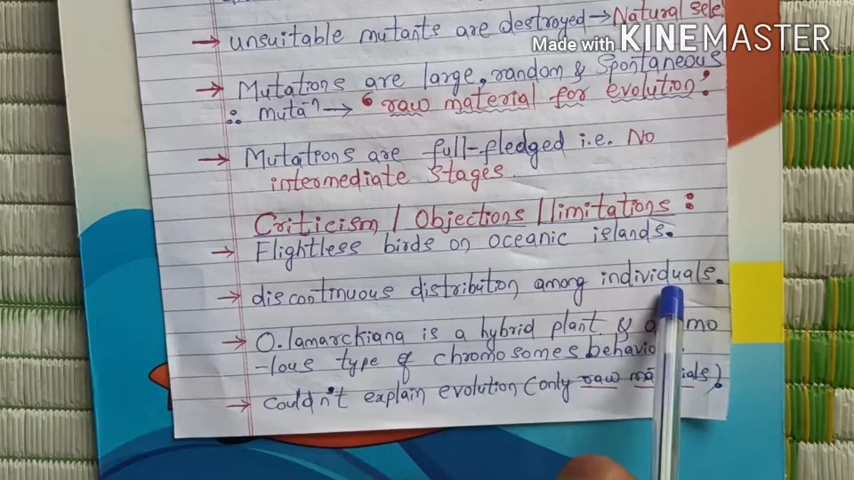 → unsuitable mutants are destroyed → Natural sele
Made with KINEMASTER
→ Mutations are large, random & spontaneous
∴ mutaⁿ → "raw material for evolution"
→ Mutations are full-fledged i.e. No
intermediate stages.
Criticism / Objections / limitations :
→ Flightless birds on oceanic islands.
→ discontinuous distribution among individuals.
→ O. lamarckiana is a hybrid plant & mo
-lous type of chromosomes behavio
→ couldn't explain evolution (only raw ials)